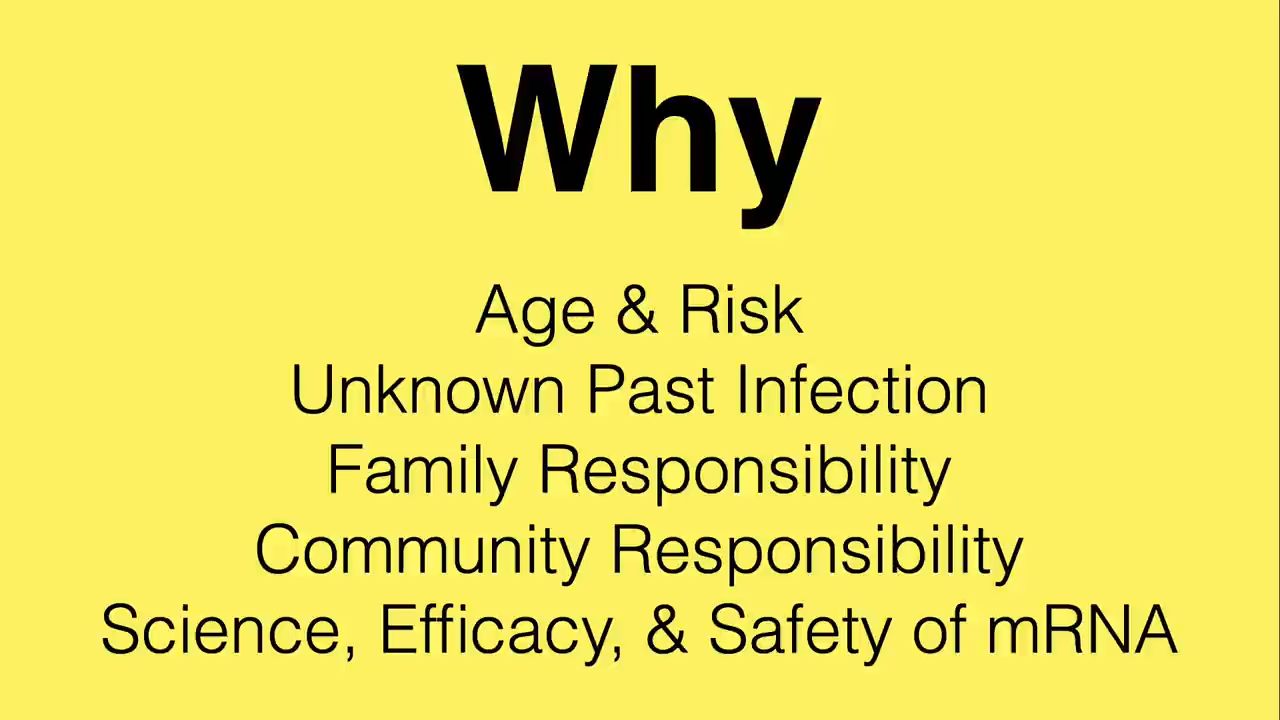 Why
Age & Risk
Unknown Past Infection
Family Responsibility
Community Responsibility
Science, Efficacy, & Safety of mRNA